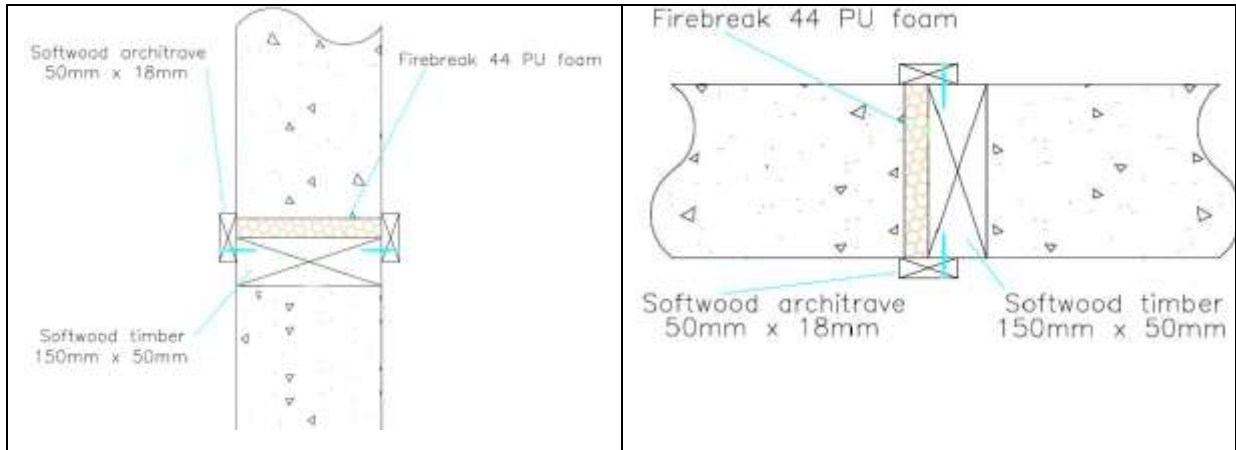 Softwood architrave
50mm x 18mm
Firebreak 44 PU foam
Softwood timber
150mm x 50mm
Firebreak 44 PU foam
Softwood architrave
50mm x 18mm
Softwood timber
150mm x 50mm